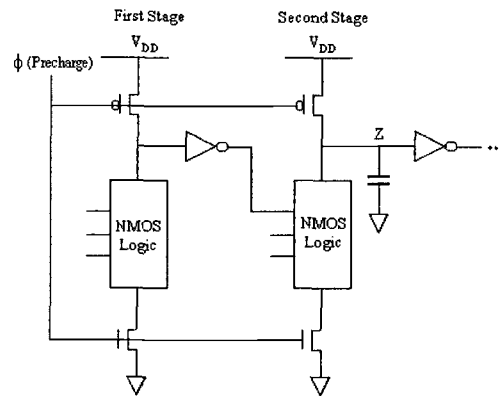 First Stage
Second Stage
V_DD
V_DD
ϕ (Precharge)
Z
..
NMOS
Logic
NMOS
Logic